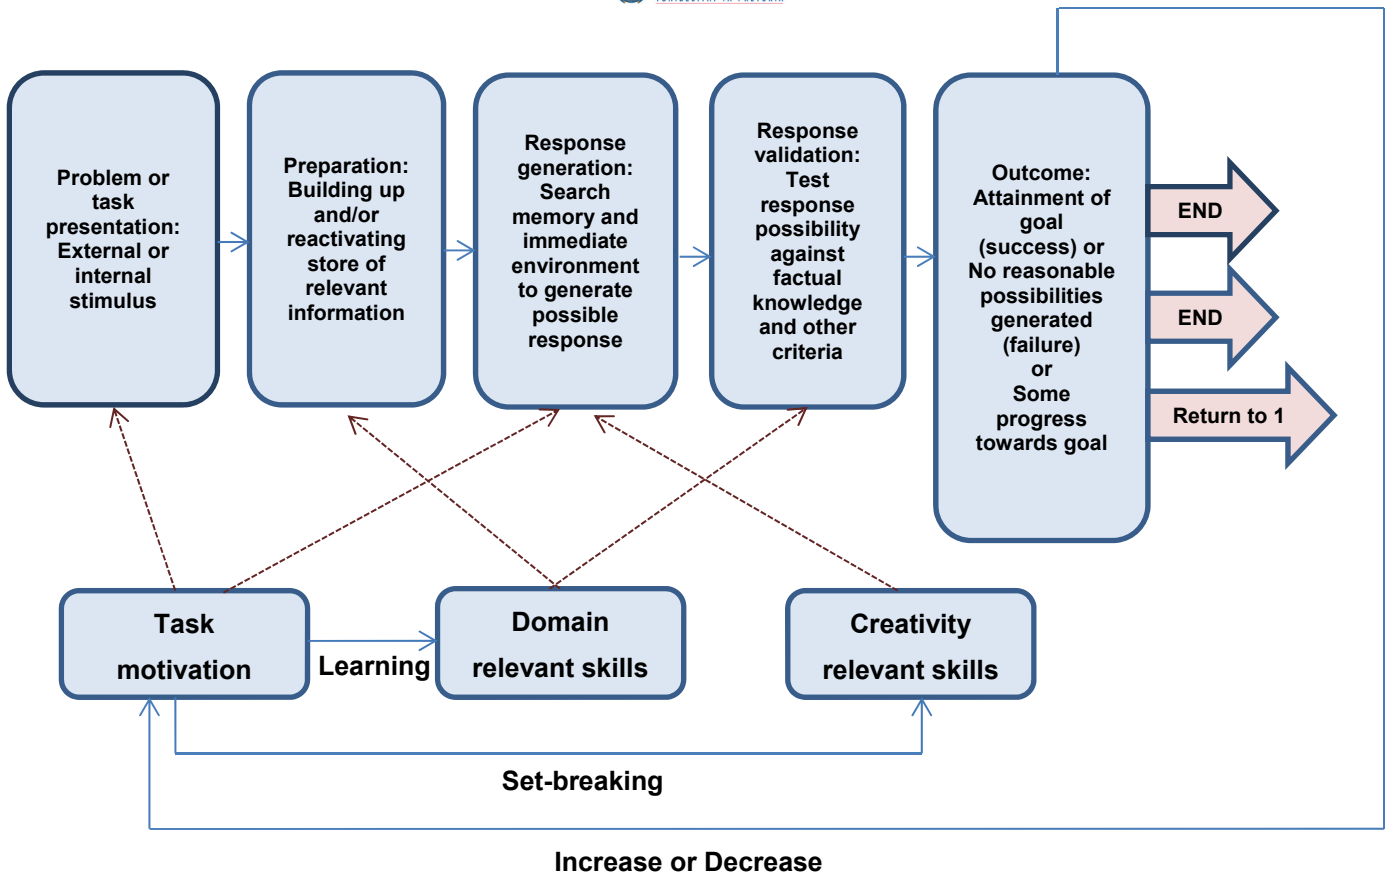 Problem or
task
presentation:
External or
internal
stimulus
Preparation:
Building up
and/or
reactivating
store of
relevant
information
Response
generation:
Search
memory and
immediate
environment
to generate
possible
response
Response
validation:
Test
response
possibility
against
factual
knowledge
and other
criteria
Outcome:
Attainment of
goal
(success) or
No reasonable
possibilities
generated
(failure)
or
Some
progress
towards goal
END
END
Return to 1
Task
motivation
Learning
Domain
relevant skills
Creativity
relevant skills
Set-breaking
Increase or Decrease